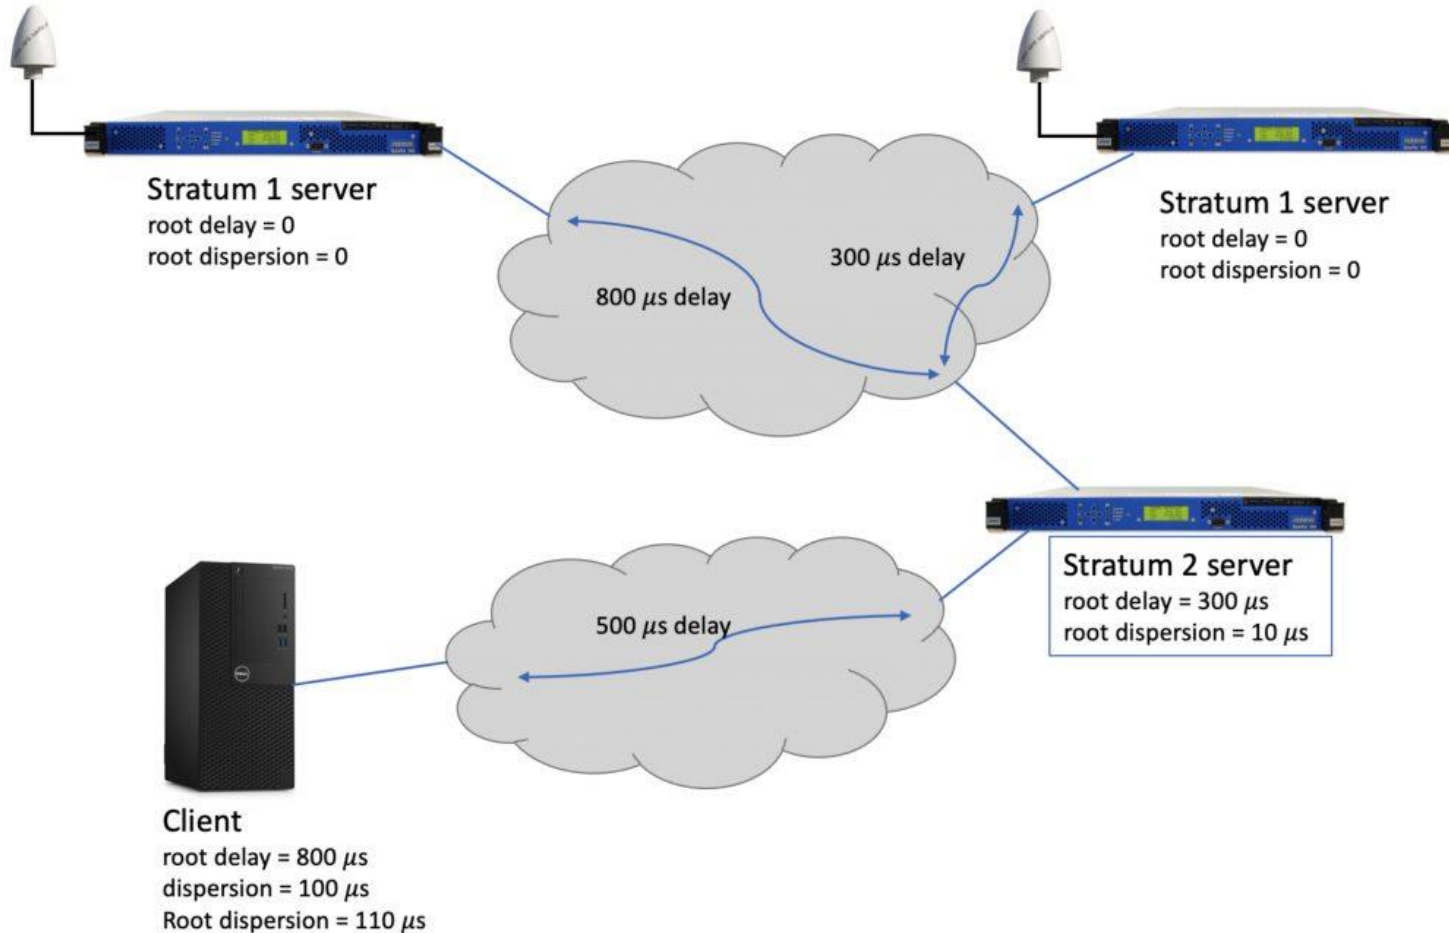 Stratum 1 server
root delay = 0
root dispersion = 0
Stratum 1 server
root delay = 0
root dispersion = 0
300 μs delay
800 μs delay
Stratum 2 server
root delay = 300 μs
root dispersion = 10 μs
500 μs delay
DELL
Client
root delay = 800 μs
dispersion = 100 μs
Root dispersion = 110 μs